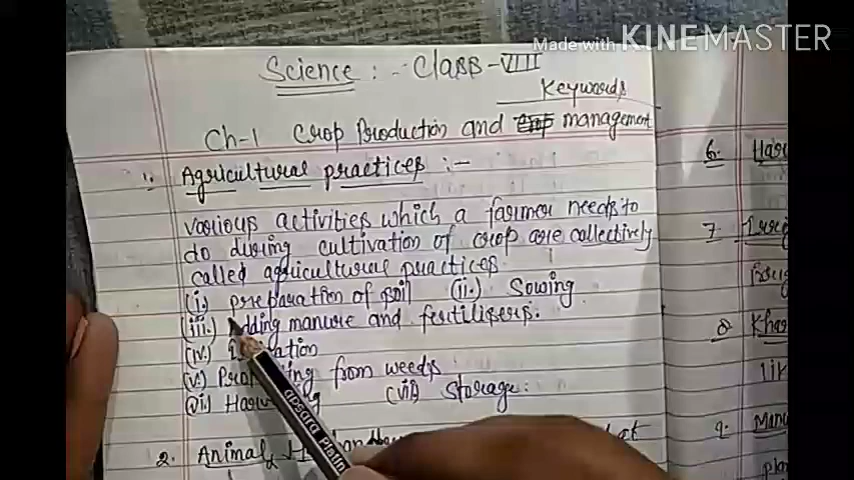 Made with KINEMASTER
Science :- Class-VIII
Keywords
Ch-1 Crop Production and management
1. Agricultural practices :-
various activities which a farmer needs to
do during cultivation of crop are collectively
called agricultural practices
(i.) preparation of soil (ii.) Sowing
(iii.) Adding manure and fertilisers.
(iv.)
(v.) from weeds
(vi) (vii) Storage:
2. Animal
6.
7.
8
9.